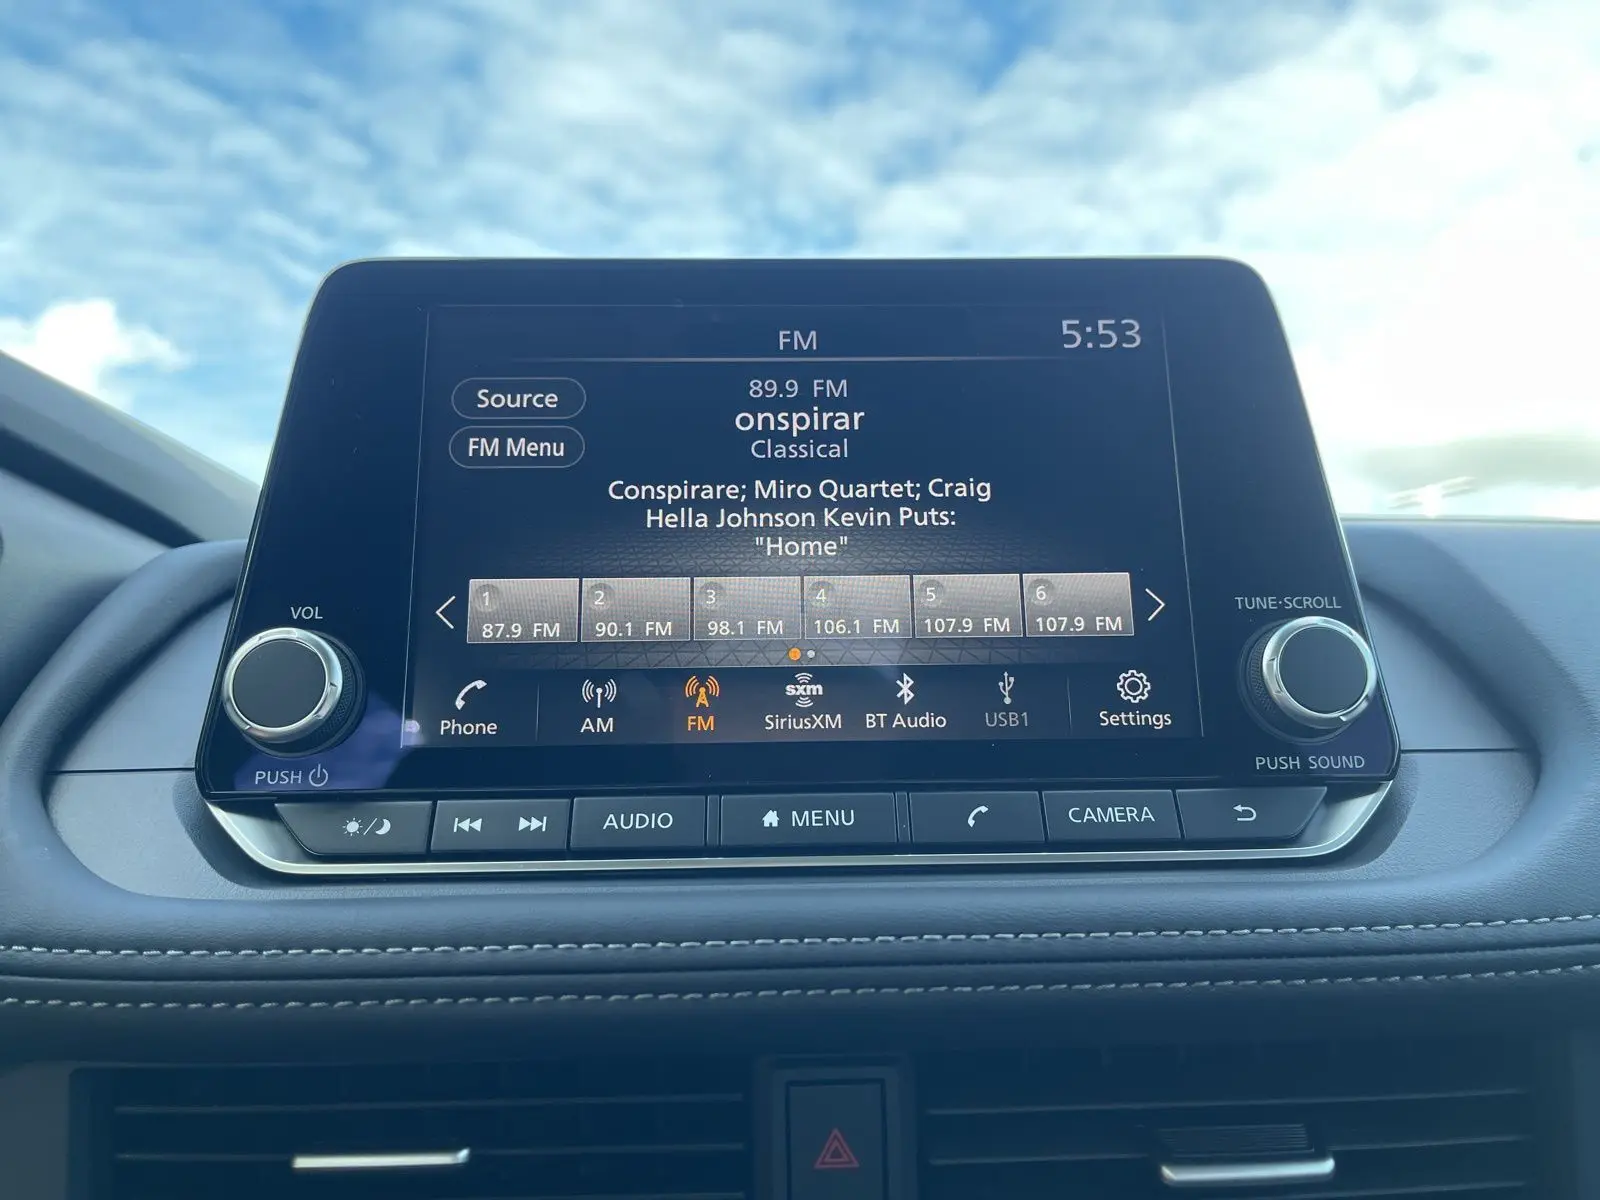 FM 5:53
Source
FM Menu
89.9 FM
onspirar
Classical
Conspirare; Miro Quartet; Craig
Hella Johnson Kevin Puts:
"Home"
1 2 3 4 5 6
87.9 FM 90.1 FM 98.1 FM 106.1 FM 107.9 FM 107.9 FM
sxm
Phone AM FM SiriusXM BT Audio USB1 Settings
VOL
PUSH
TUNE·SCROLL
PUSH SOUND
AUDIO MENU CAMERA